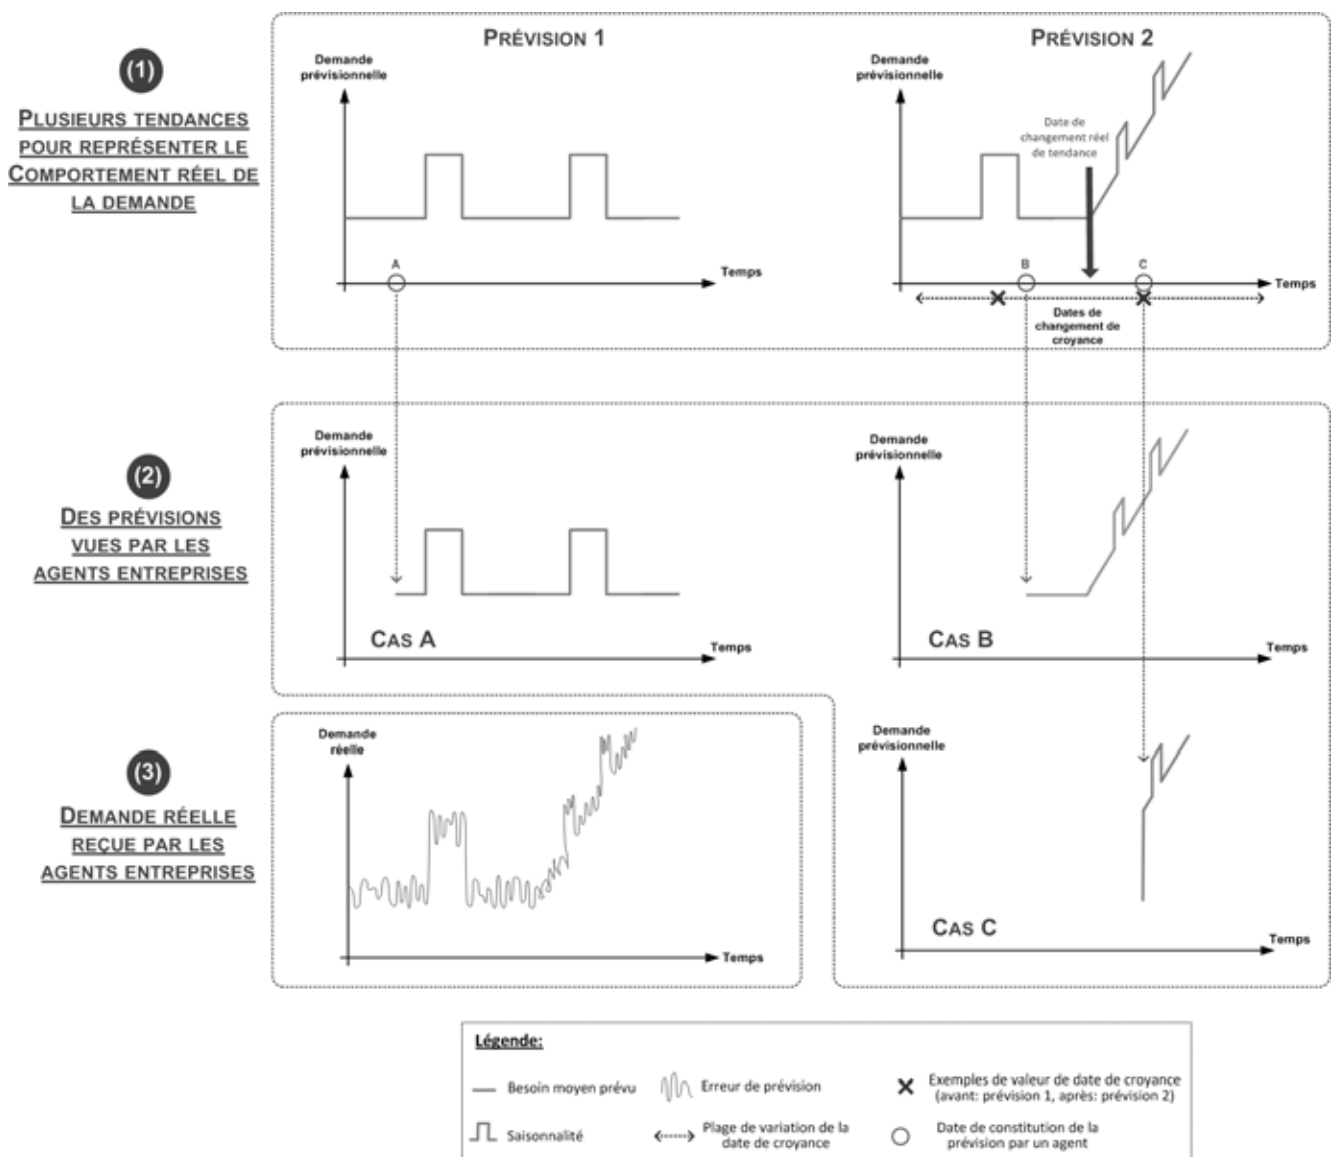 PRÉVISION 1
PRÉVISION 2
(1)
PLUSIEURS TENDANCES
POUR REPRÉSENTER LE
COMPORTEMENT RÉEL DE
LA DEMANDE
Demande
prévisionnelle
A
Temps
Demande
prévisionnelle
Date de
changement réel
de tendance
B
C
Temps
Dates de
changement de
croyance
(2)
DES PRÉVISIONS
VUES PAR LES
AGENTS ENTREPRISES
Demande
prévisionnelle
CAS A
Temps
Demande
prévisionnelle
CAS B
Temps
(3)
DEMANDE RÉELLE
REÇUE PAR LES
AGENTS ENTREPRISES
Demande
réelle
Temps
Demande
prévisionnelle
CAS C
Temps
Légende:
Besoin moyen prévu
Erreur de prévision
Exemples de valeur de date de croyance
(avant: prévision 1, après: prévision 2)
Saisonnalité
Plage de variation de la
date de croyance
Date de constitution de la
prévision par un agent